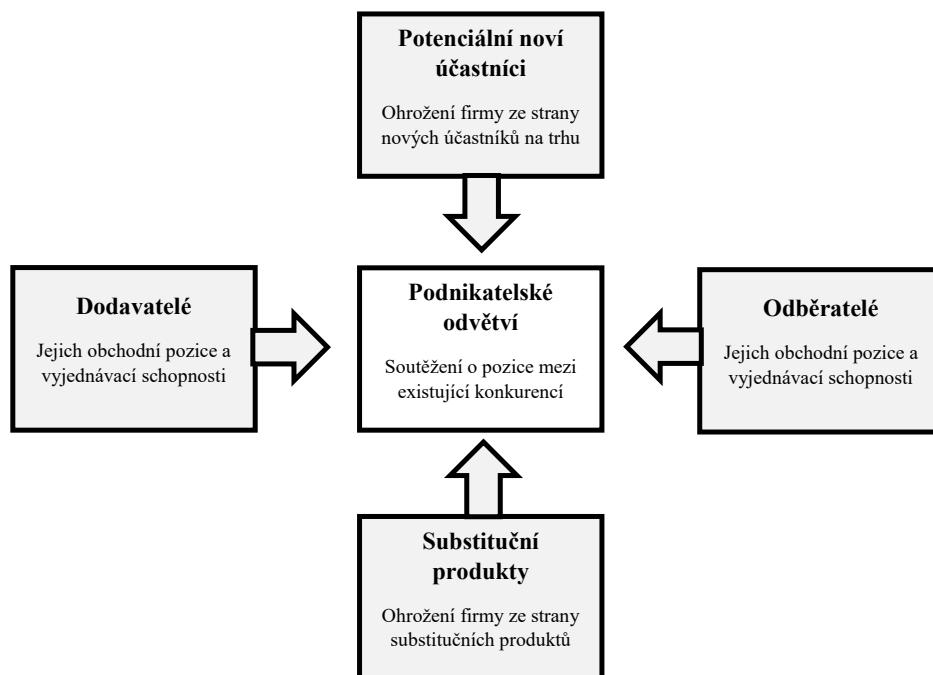 Potenciální noví
účastníci
Ohrožení firmy ze strany
nových účastníků na trhu
Dodavatelé
Jejich obchodní pozice a
vyjednávací schopnosti
Podnikatelské
odvětví
Soutěžení o pozice mezi
existující konkurencí
Odběratelé
Jejich obchodní pozice a
vyjednávací schopnosti
Substituční
produkty
Ohrožení firmy ze strany
substitučních produktů